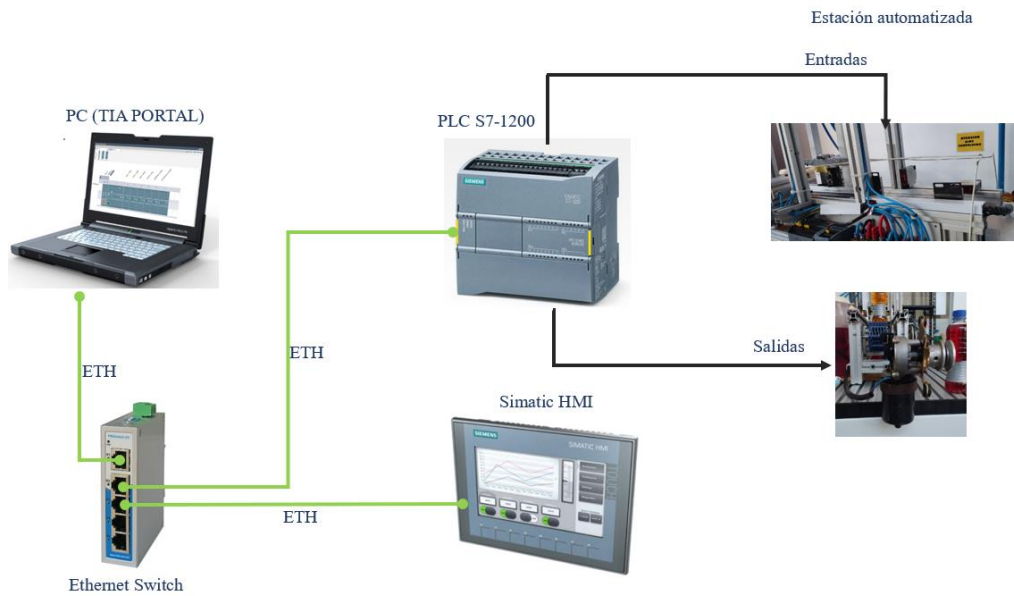 Estación automatizada
Entradas
PC (TIA PORTAL)
PLC S7-1200
SIEMENS
Salidas
ETH
ETH
Simatic HMI
SIEMENS
SIMATIC HMI
ETH
Ethernet Switch